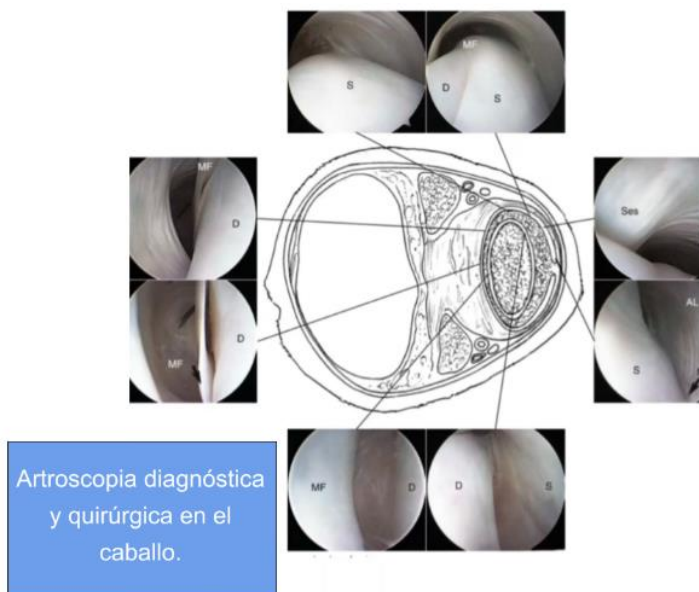 S
MF
D
S
MF
D
Ses
MF
D
AL
S
MF
D
D
S
Artroscopia diagnóstica
y quirúrgica en el
caballo.